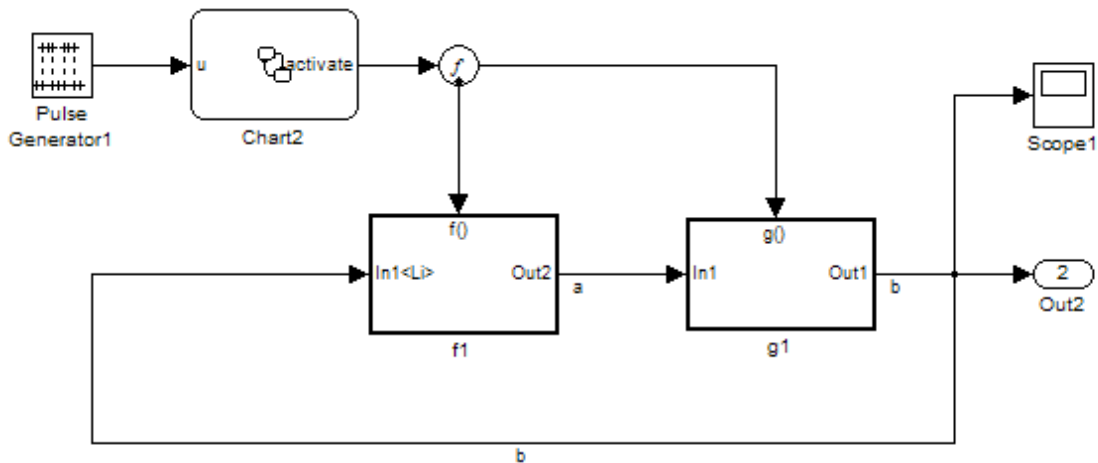 u
activate
f
Pulse
Generator1
Chart2
Scope1
f()
g()
In1<Li>
Out2
a
In1
Out1
b
2
Out2
f1
g1
b